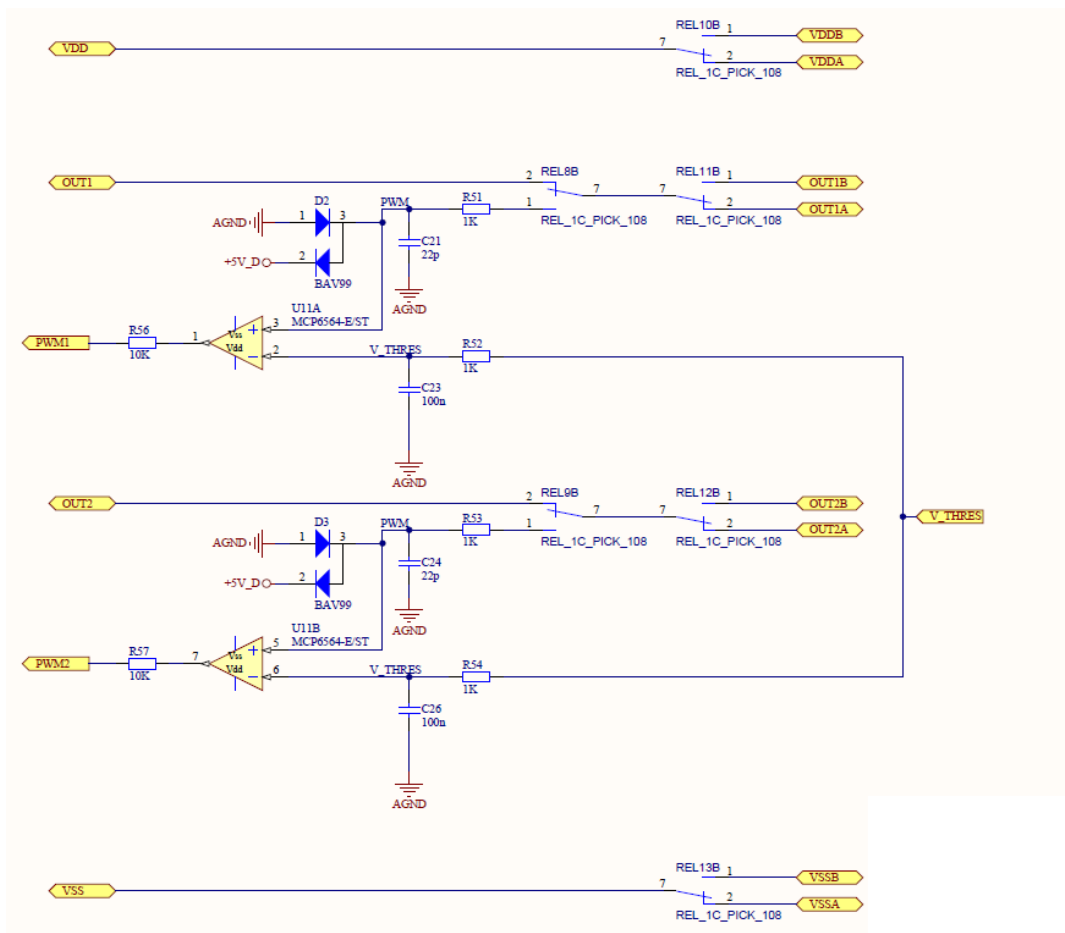 REL10B
VDD
7
1
VDDB
2
VDDA
REL_1C_PICK_108
OUT1
2
REL8B
7
7
REL11B
1
OUT1B
1
2
OUT1A
REL_1C_PICK_108
REL_1C_PICK_108
D2
PWM
R51
1K
AGND
1
3
C21
22p
+5V_D
2
BAV99
AGND
U11A
MCP6564-E/ST
PWM1
R56
10K
1
Vss
Vdd
+
3
−
2
V_THRES
R52
1K
C23
100n
AGND
OUT2
2
REL9B
7
7
REL12B
1
OUT2B
1
2
OUT2A
REL_1C_PICK_108
REL_1C_PICK_108
V_THRES
D3
PWM
R53
1K
AGND
1
3
C24
22p
+5V_D
2
BAV99
AGND
U11B
MCP6564-E/ST
PWM2
R57
10K
7
Vss
Vdd
+
5
−
6
V_THRES
R54
1K
C26
100n
AGND
REL13B
VSS
7
1
VSSB
2
VSSA
REL_1C_PICK_108